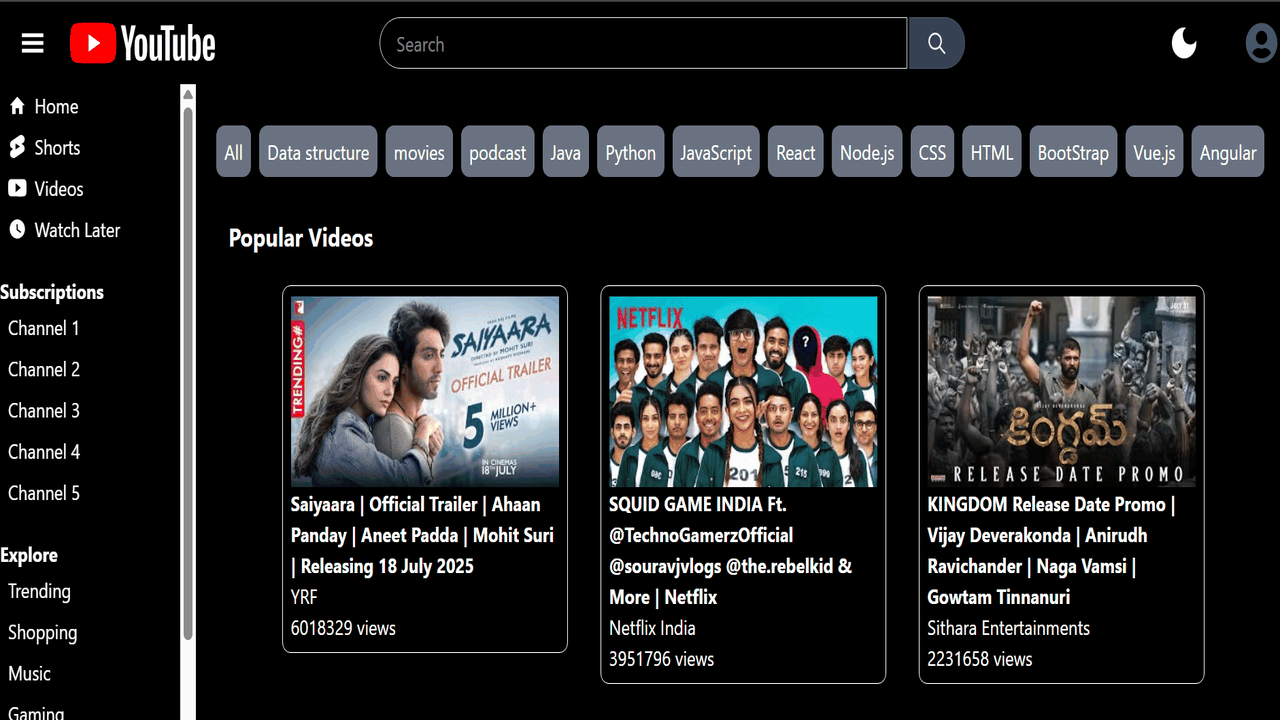 YouTube
Search
Home
Shorts
Videos
Watch Later
Subscriptions
Channel 1
Channel 2
Channel 3
Channel 4
Channel 5
Explore
Trending
Shopping
Music
Gaming
All
Data structure
movies
podcast
Java
Python
JavaScript
React
Node.js
CSS
HTML
BootStrap
Vue.js
Angular
Popular Videos
TRENDING#
SAIYAARA
DIRECTED BY MOHIT SURI
OFFICIAL TRAILER
5 MILLION+
VIEWS
IN CINEMAS
18TH JULY
Saiyaara | Official Trailer | Ahaan
Panday | Aneet Padda | Mohit Suri
| Releasing 18 July 2025
YRF
6018329 views
NETFLIX
?
201
SQUID GAME INDIA Ft.
@TechnoGamerzOfficial
@souravjvlogs @the.rebelkid &
More | Netflix
Netflix India
3951796 views
JULY 31
VIJAY DEVERAKONDA
కింగ్డమ్
RELEASE DATE PROMO
KINGDOM Release Date Promo |
Vijay Deverakonda | Anirudh
Ravichander | Naga Vamsi |
Gowtam Tinnanuri
Sithara Entertainments
2231658 views